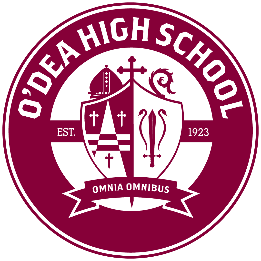 O'DEA HIGH SCHOOL
EST. 1923
OMNIA OMNIBUS